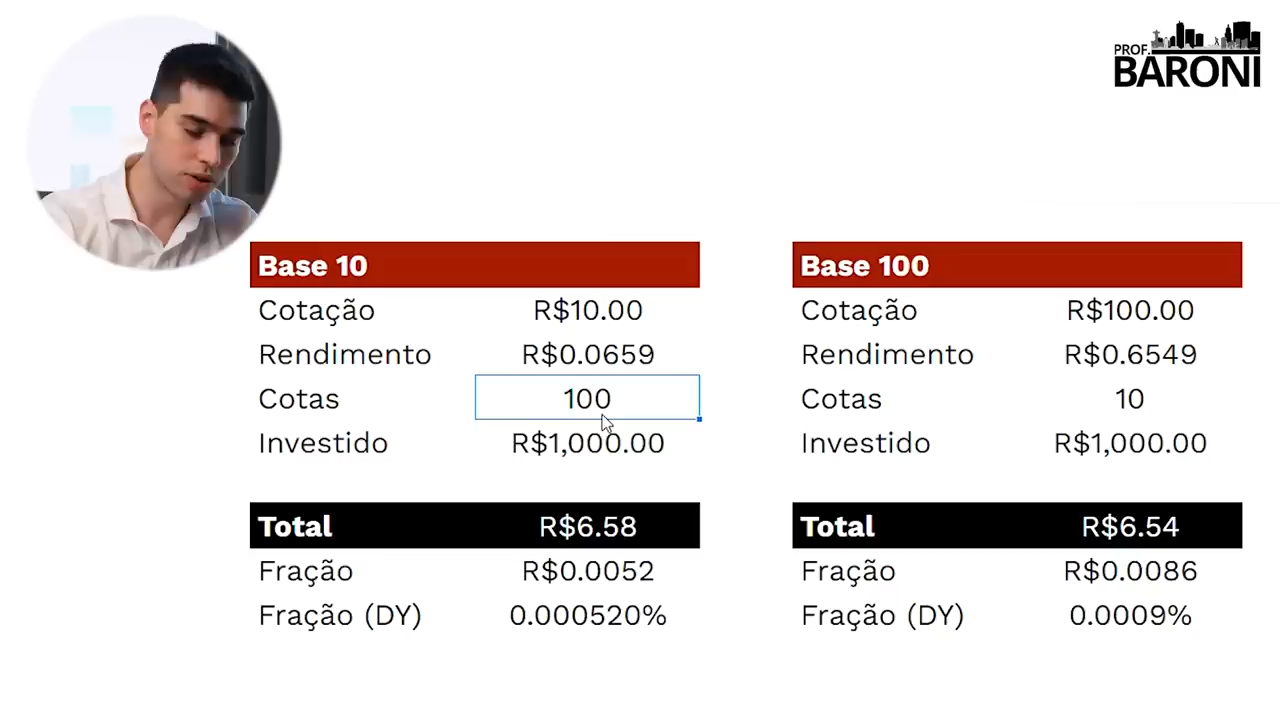 PROF.
BARONI
Base 10
Cotação R$10.00
Rendimento R$0.0659
Cotas 100
Investido R$1,000.00
Total R$6.58
Fração R$0.0052
Fração (DY) 0.000520%
Base 100
Cotação R$100.00
Rendimento R$0.6549
Cotas 10
Investido R$1,000.00
Total R$6.54
Fração R$0.0086
Fração (DY) 0.0009%